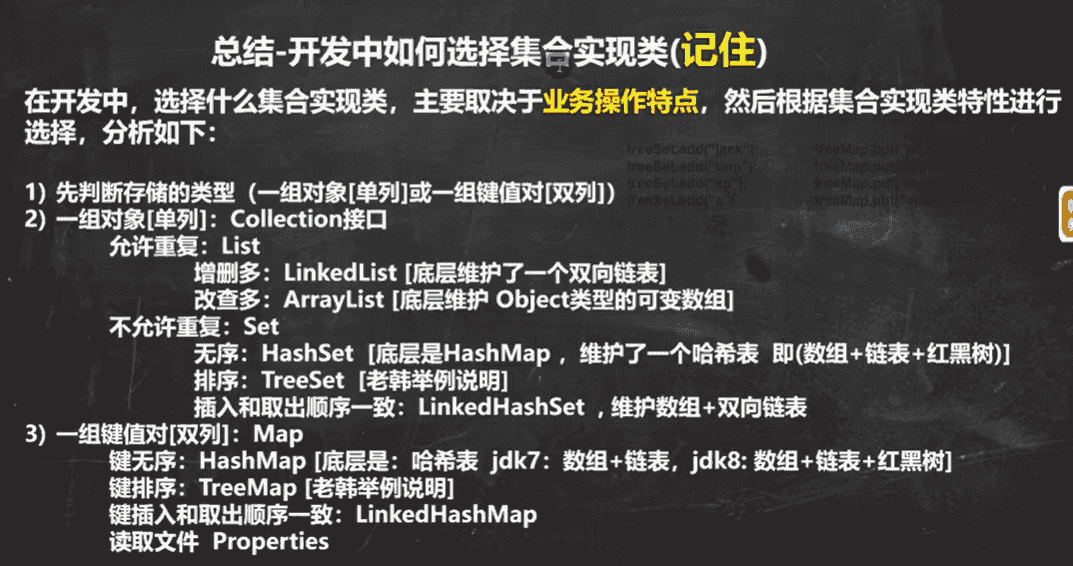 总结-开发中如何选择集合实现类(记住)
在开发中，选择什么集合实现类，主要取决于业务操作特点，然后根据集合实现类特性进行
选择，分析如下：
treeSet.add("jack");
treeMap.put(
treeSet.add("tom");
treeMap.put(
treeSet.add("sp");
treeMap.put(
treeSet.add("a");
treeMap.put(
1) 先判断存储的类型（一组对象[单列]或一组键值对[双列]）
2) 一组对象[单列]：Collection接口
允许重复：List
增删多：LinkedList [底层维护了一个双向链表]
改查多：ArrayList [底层维护 Object类型的可变数组]
不允许重复：Set
无序：HashSet [底层是HashMap ，维护了一个哈希表 即(数组+链表+红黑树)]
排序：TreeSet [老韩举例说明]
插入和取出顺序一致：LinkedHashSet , 维护数组+双向链表
3) 一组键值对[双列]：Map
键无序：HashMap [底层是：哈希表 jdk7：数组+链表，jdk8: 数组+链表+红黑树]
键排序：TreeMap [老韩举例说明]
键插入和取出顺序一致：LinkedHashMap
读取文件 Properties